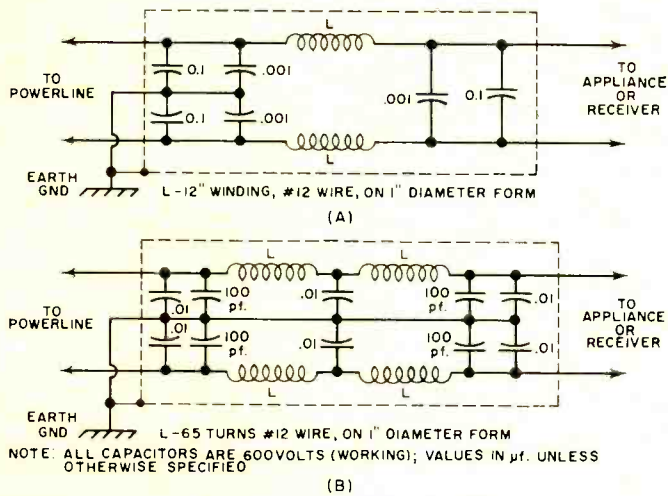 L
TO
POWERLINE
0.1
.001
0.1
.001
.001
0.1
TO
APPLIANCE
OR
RECEIVER
EARTH
GND
L
L-12" WINDING, #12 WIRE, ON 1" DIAMETER FORM
(A)
L
L
TO
POWERLINE
.01
100
pf.
.01
100
pf.
.01
.01
100
pf.
.01
100
pf.
.01
TO
APPLIANCE
OR
RECEIVER
L
L
EARTH
GND
L-65 TURNS #12 WIRE, ON 1" DIAMETER FORM
NOTE: ALL CAPACITORS ARE 600VOLTS (WORKING); VALUES IN µf. UNLESS
OTHERWISE SPECIFIED
(B)